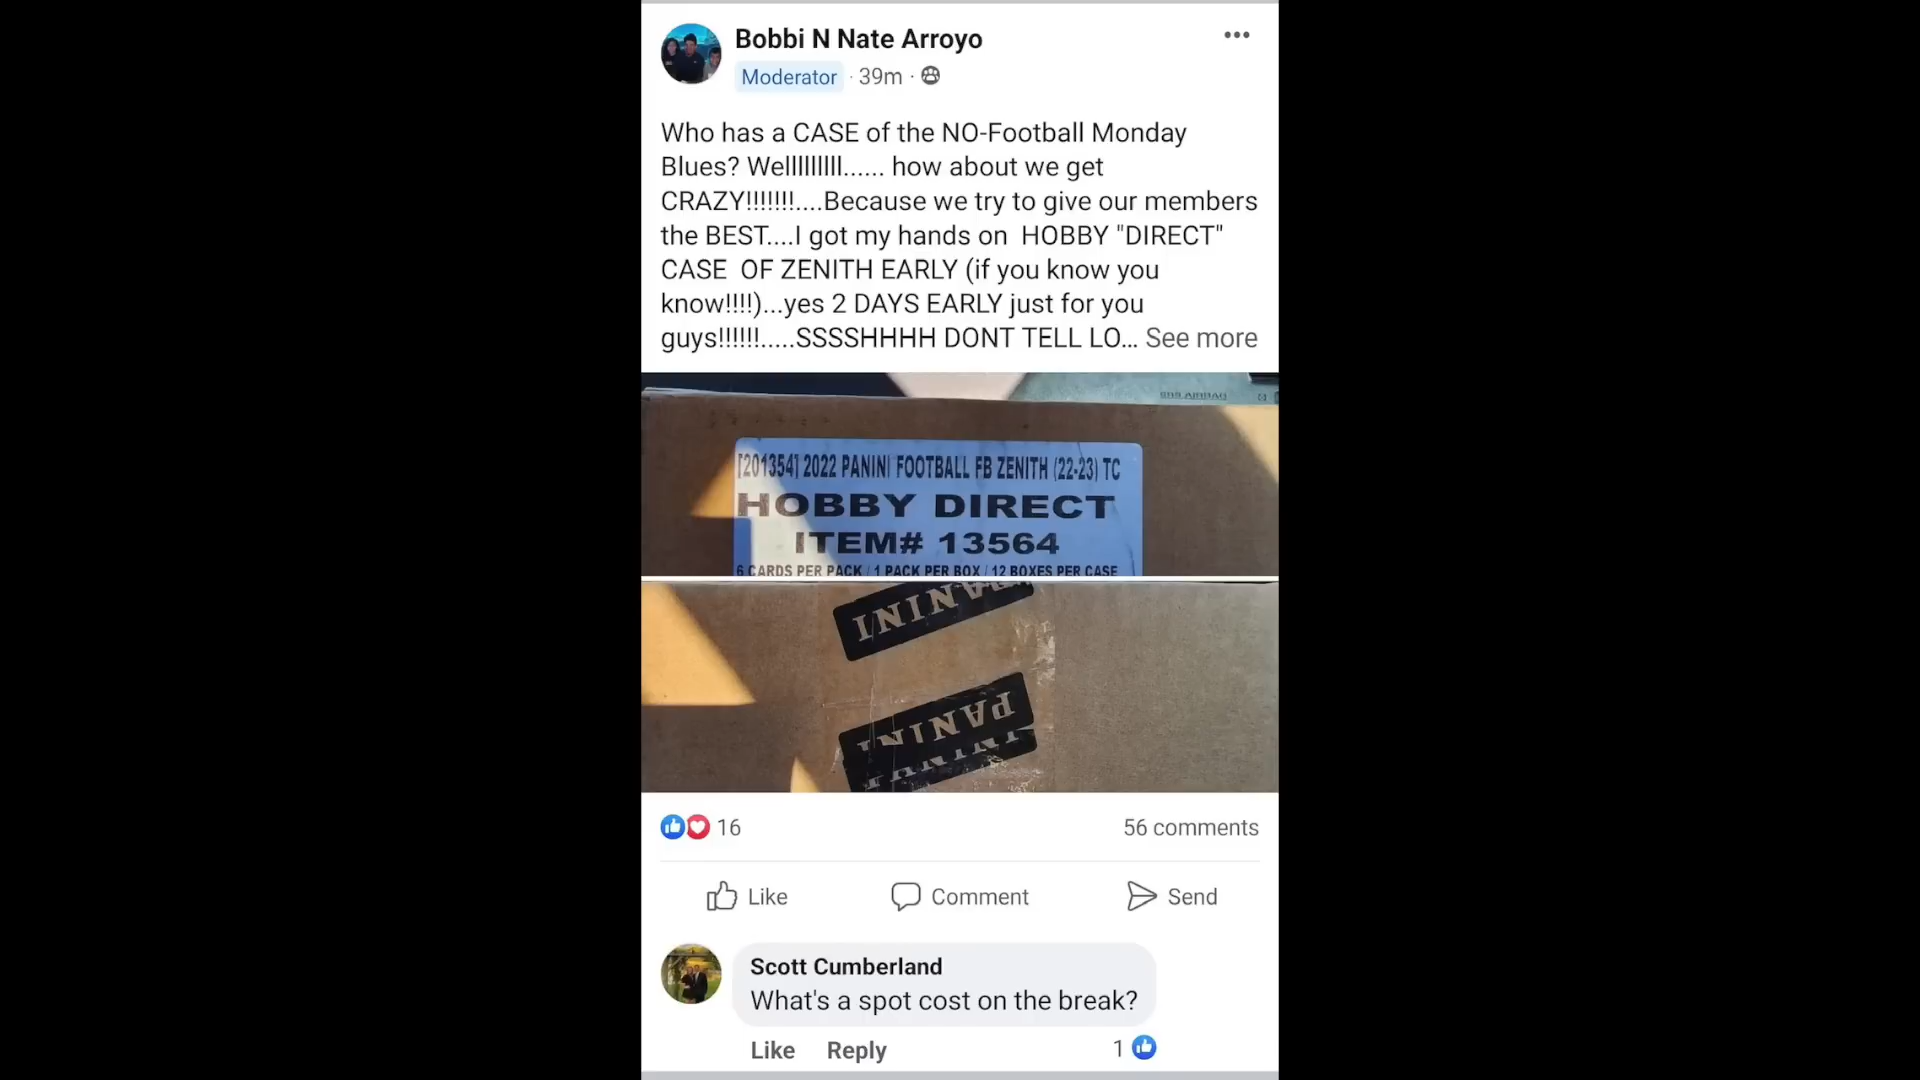 Bobbi N Nate Arroyo
Moderator · 39m ·
Who has a CASE of the NO-Football Monday
Blues? Welllllllll...... how about we get
CRAZY!!!!!!!....Because we try to give our members
the BEST....I got my hands on HOBBY "DIRECT"
CASE OF ZENITH EARLY (if you know you
know!!!!)...yes 2 DAYS EARLY just for you
guys!!!!!!.....SSSSHHHH DONT TELL LO... See more
[201354] 2022 PANINI FOOTBALL FB ZENITH (22-23) TC
HOBBY DIRECT
ITEM# 13564
6 CARDS PER PACK / 1 PACK PER BOX / 12 BOXES PER CASE
PANINI
PANINI
16
56 comments
Like Comment Send
Scott Cumberland
What's a spot cost on the break?
Like Reply 1